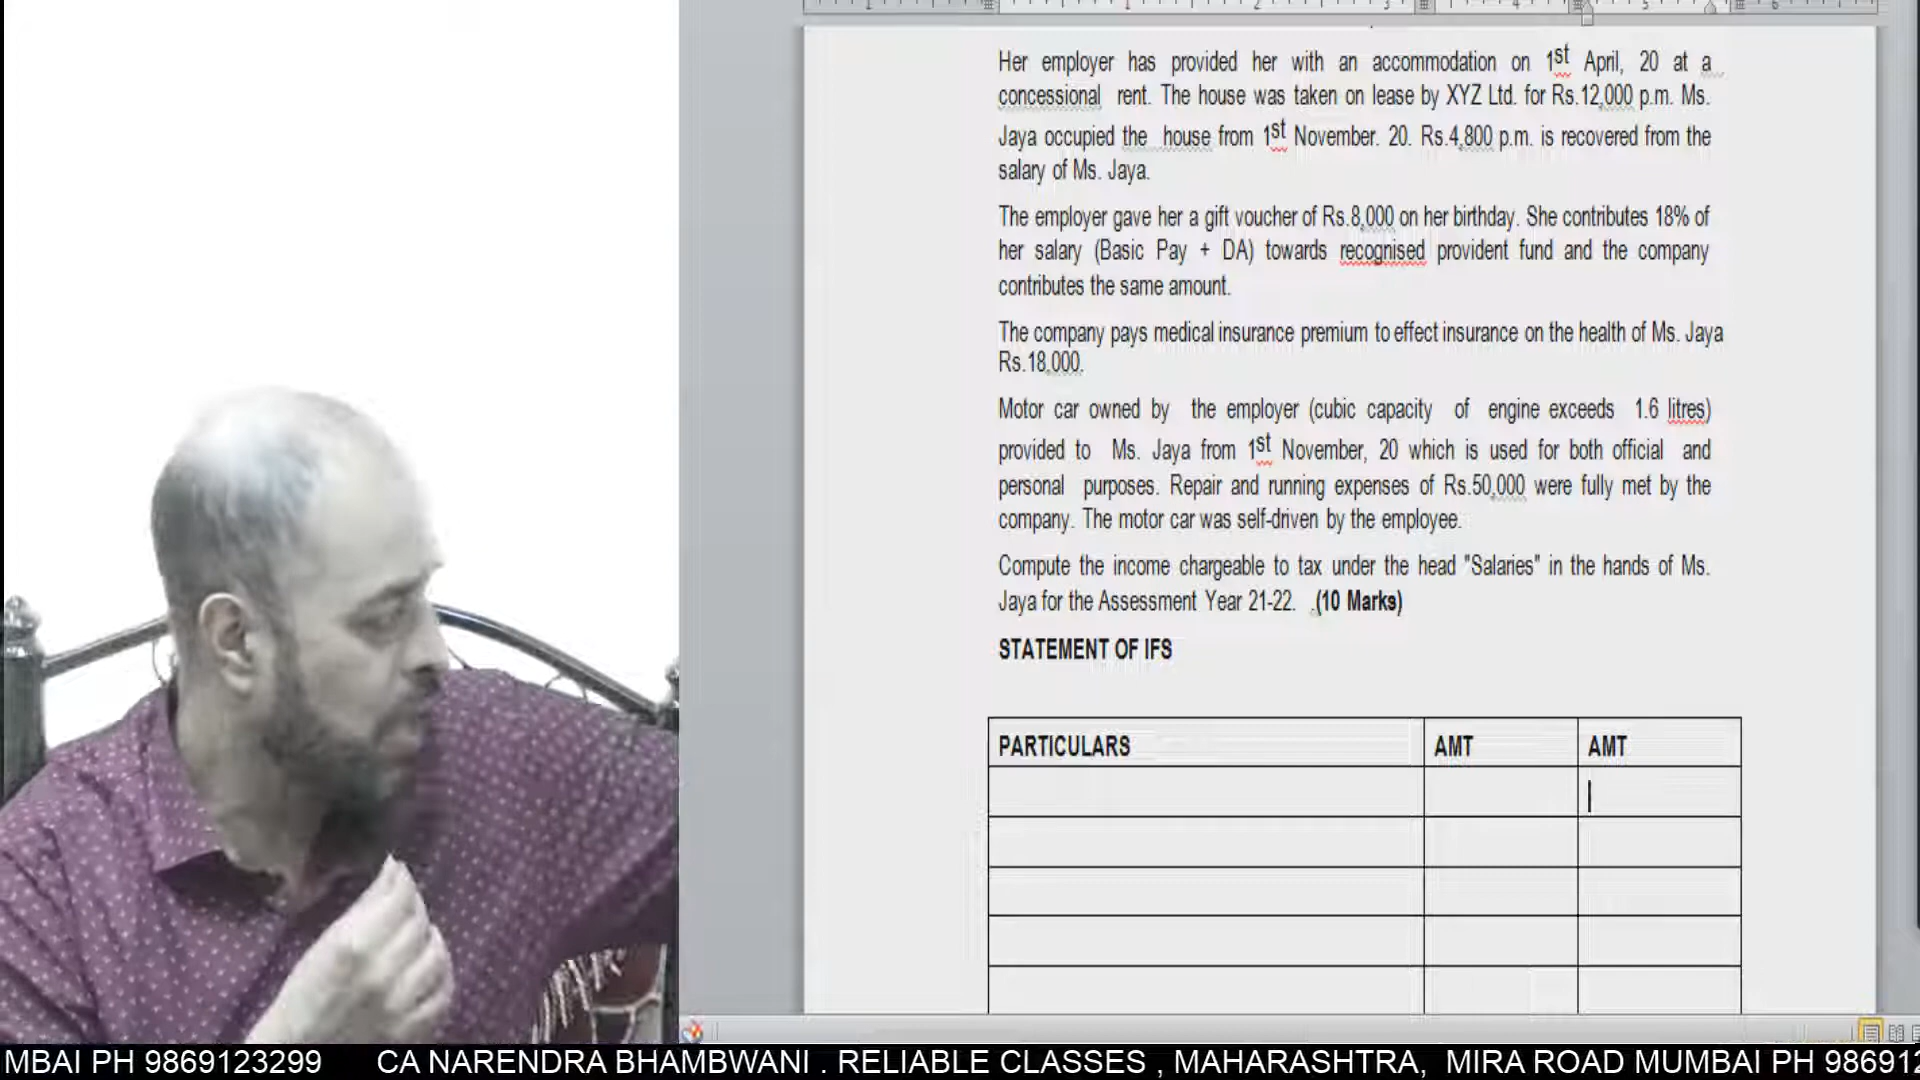 Her employer has provided her with an accommodation on 1st April, 20 at a
concessional rent. The house was taken on lease by XYZ Ltd. for Rs.12,000 p.m. Ms.
Jaya occupied the house from 1st November. 20. Rs.4,800 p.m. is recovered from the
salary of Ms. Jaya.
The employer gave her a gift voucher of Rs.8,000 on her birthday. She contributes 18% of
her salary (Basic Pay + DA) towards recognised provident fund and the company
contributes the same amount.
The company pays medical insurance premium to effect insurance on the health of Ms. Jaya
Rs.18,000.
Motor car owned by the employer (cubic capacity of engine exceeds 1.6 litres)
provided to Ms. Jaya from 1st November, 20 which is used for both official and
personal purposes. Repair and running expenses of Rs.50,000 were fully met by the
company. The motor car was self-driven by the employee.
Compute the income chargeable to tax under the head "Salaries" in the hands of Ms.
Jaya for the Assessment Year 21-22. .(10 Marks)
STATEMENT OF IFS
PARTICULARS AMT AMT
MBAI PH 9869123299 CA NARENDRA BHAMBWANI . RELIABLE CLASSES , MAHARASHTRA, MIRA ROAD MUMBAI PH 98691